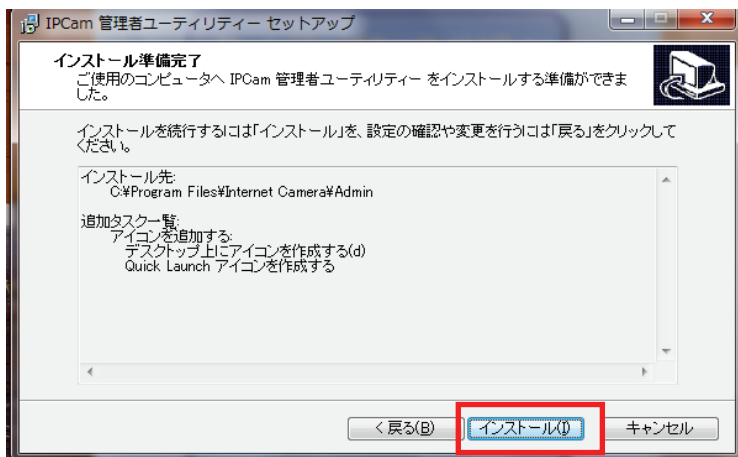 IPCam 管理者ユーティリティー セットアップ
インストール準備完了
ご使用のコンピュータへ IPCam 管理者ユーティリティー をインストールする準備ができま
した。
インストールを続行するには「インストール」を、設定の確認や変更を行うには「戻る」をクリックして
ください。
インストール先:
C:¥Program Files¥Internet Camera¥Admin
追加タスク一覧:
アイコンを追加する:
デスクトップ上にアイコンを作成する(d)
Quick Launch アイコンを作成する
< 戻る(B)
インストール(I)
キャンセル